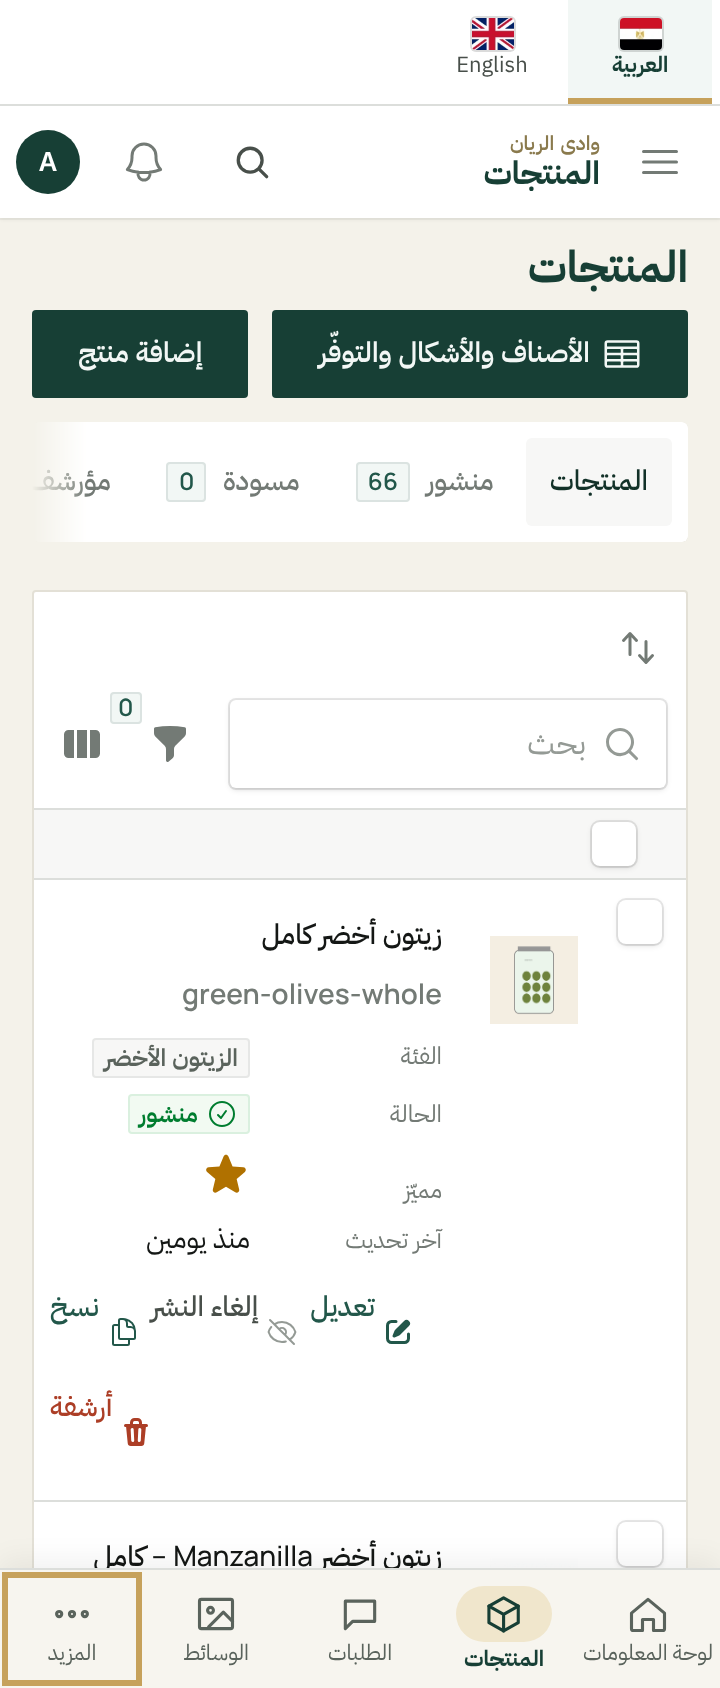 العربية
English
وادي الريان
المنتجات
A
المنتجات
الأصناف والأشكال والتوفّر
إضافة منتج
المنتجات
منشور 66
مسودة 0
0
بحث
زيتون أخضر كامل
green-olives-whole
الفئة الزيتون الأخضر
الحالة منشور
مميّز
آخر تحديث منذ يومين
تعديل
إلغاء النشر
نسخ
أرشفة
زيتون أخضر Manzanilla – كامل
لوحة المعلومات
المنتجات
الطلبات
الوسائط
المزيد